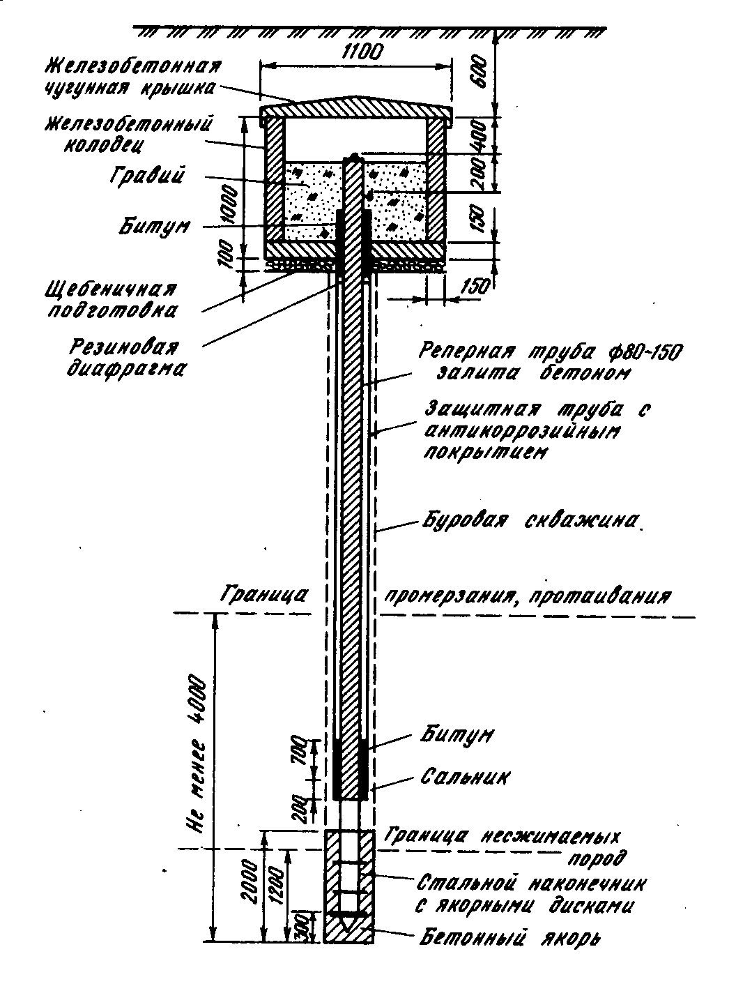 1100
600
Железобетонная
чугунная крышка
Железобетонный
колодец
400
Гравий
200
1000
Битум
150
100
Щебеничная
подготовка
150
Резиновая
диафрагма
Реперная труба ф80-150
залита бетоном
Защитная труба с
антикоррозийным
покрытием
Буровая скважина
Граница промерзания, протаивания
Не менее 4000
700
Битум
Сальник
200
Граница несжимаемых
пород
2000
1200
Стальной наконечник
с якорными дисками
300
Бетонный якорь